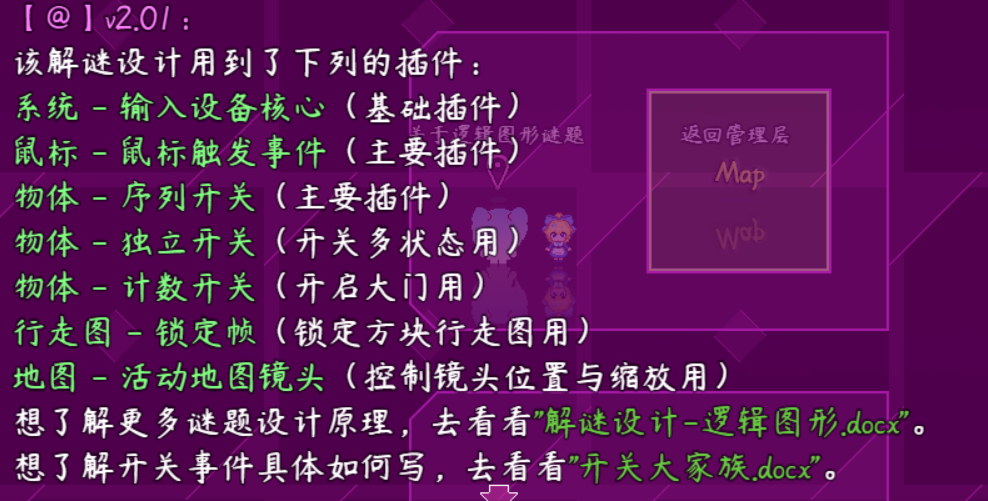 【@】v2.01：
该解谜设计用到了下列的插件：
系统 - 输入设备核心（基础插件）
关于逻辑图形谜题
返回管理层
鼠标 - 鼠标触发事件（主要插件）
Map
物体 - 序列开关（主要插件）
物体 - 独立开关（开关多状态用）
物体 - 计数开关（开启大门用）
行走图 - 锁定帧（锁定方块行走图用）
地图 - 活动地图镜头（控制镜头位置与缩放用）
想了解更多谜题设计原理，去看看"解谜设计-逻辑图形.docx"。
想了解开关事件具体如何写，去看看"开关大家族.docx"。